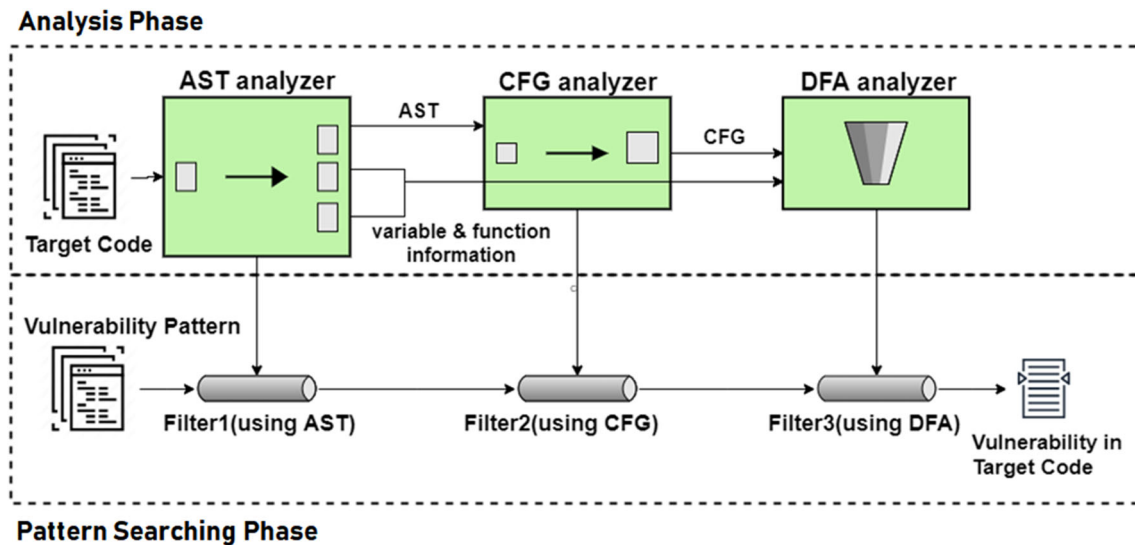 Analysis Phase
AST analyzer
CFG analyzer
DFA analyzer
AST
CFG
Target Code
variable & function
information
Vulnerability Pattern
Filter1(using AST)
Filter2(using CFG)
Filter3(using DFA)
Vulnerability in
Target Code
Pattern Searching Phase